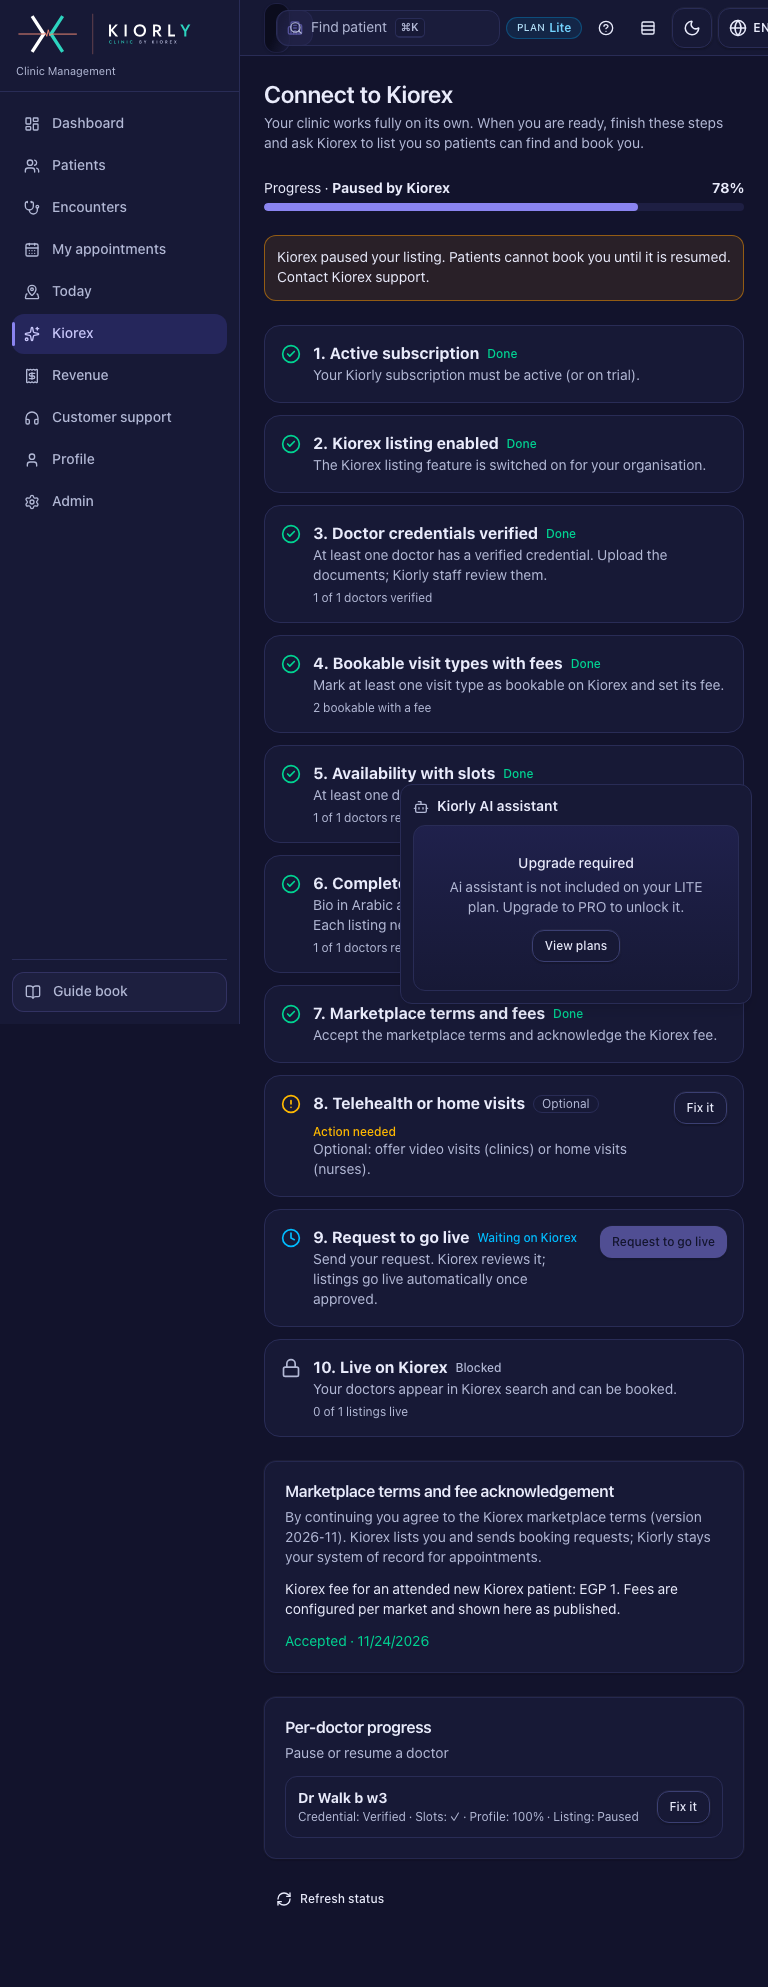 KIORLY
CLINIC BY KIOREX
Clinic Management
Dashboard
Patients
Encounters
My appointments
Today
Kiorex
Revenue
Customer support
Profile
Admin
Guide book
Find patient ⌘K
PLAN Lite
EN
Connect to Kiorex
Your clinic works fully on its own. When you are ready, finish these steps
and ask Kiorex to list you so patients can find and book you.
Progress · Paused by Kiorex 78%
Kiorex paused your listing. Patients cannot book you until it is resumed.
Contact Kiorex support.
1. Active subscription Done
Your Kiorly subscription must be active (or on trial).
2. Kiorex listing enabled Done
The Kiorex listing feature is switched on for your organisation.
3. Doctor credentials verified Done
At least one doctor has a verified credential. Upload the
documents; Kiorly staff review them.
1 of 1 doctors verified
4. Bookable visit types with fees Done
Mark at least one visit type as bookable on Kiorex and set its fee.
2 bookable with a fee
5. Availability with slots Done
At least one
1 of 1 doctors
6.
Bio in Arabic
Each listing
1 of 1 doctors
Kiorly AI assistant
Upgrade required
Ai assistant is not included on your LITE
plan. Upgrade to PRO to unlock it.
View plans
7. Marketplace terms and fees Done
Accept the marketplace terms and acknowledge the Kiorex fee.
8. Telehealth or home visits Optional
Fix it
Action needed
Optional: offer video visits (clinics) or home visits
(nurses).
9. Request to go live Waiting on Kiorex
Request to go live
Send your request. Kiorex reviews it;
listings go live automatically once
approved.
10. Live on Kiorex Blocked
Your doctors appear in Kiorex search and can be booked.
0 of 1 listings live
Marketplace terms and fee acknowledgement
By continuing you agree to the Kiorex marketplace terms (version
2026-11). Kiorex lists you and sends booking requests; Kiorly stays
your system of record for appointments.
Kiorex fee for an attended new Kiorex patient: EGP 1. Fees are
configured per market and shown here as published.
Accepted · 11/24/2026
Per-doctor progress
Pause or resume a doctor
Dr Walk b w3
Credential: Verified · Slots: ✓ · Profile: 100% · Listing: Paused
Fix it
Refresh status